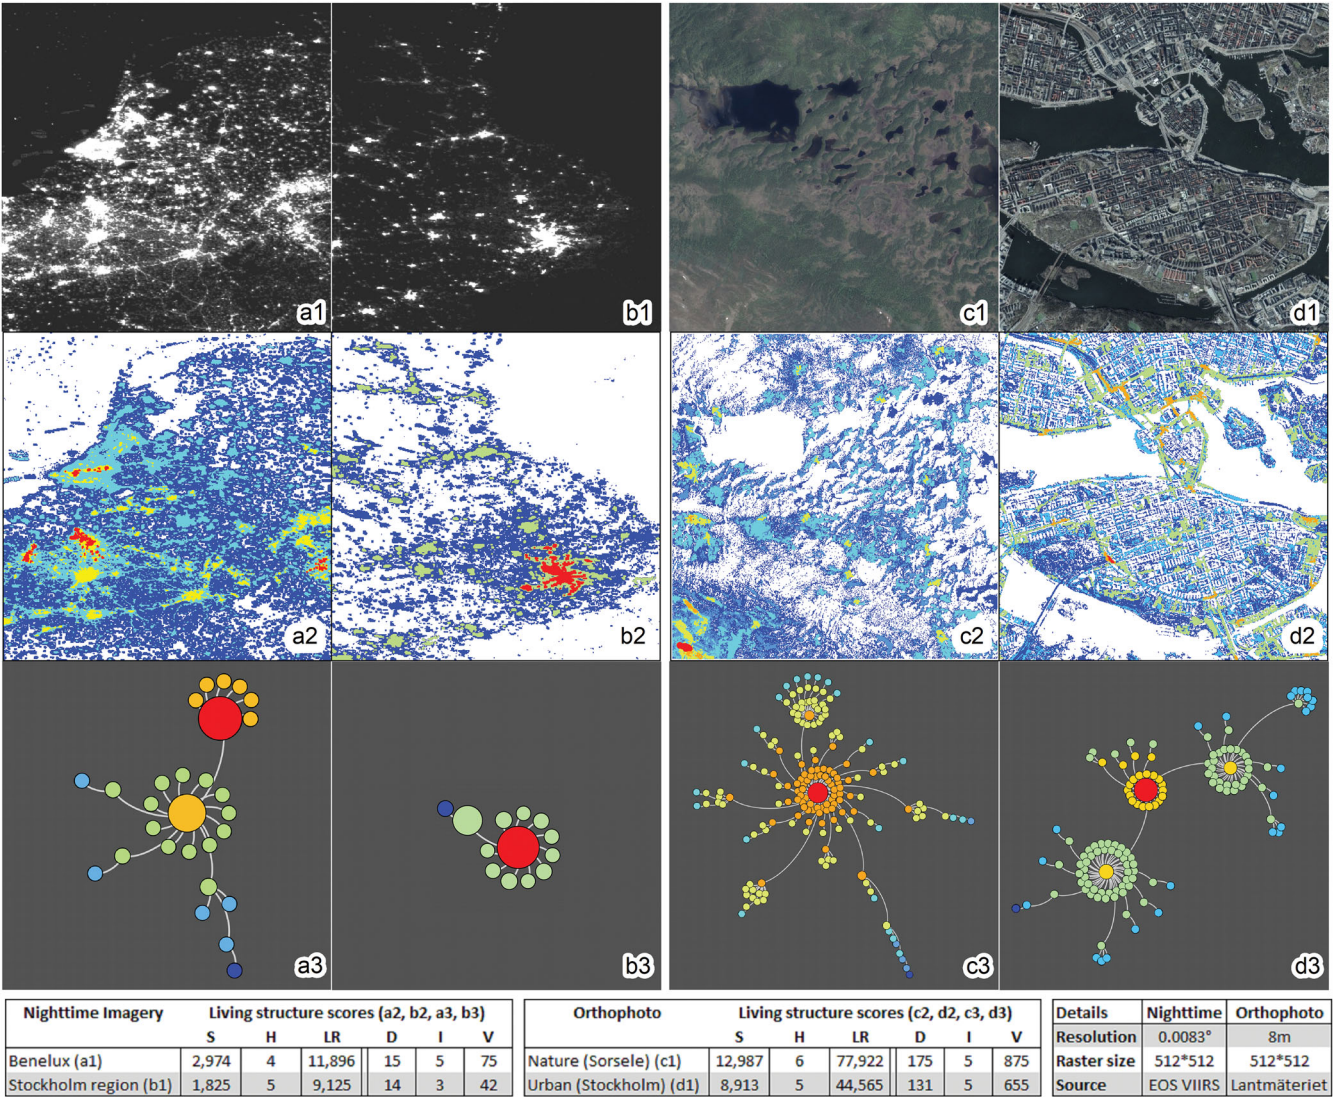 a1
b1
c1
d1
a2
b2
c2
d2
a3
b3
c3
d3
Nighttime Imagery Living structure scores (a2, b2, a3, b3)
S H LR D I V
Benelux (a1) 2,974 4 11,896 15 5 75
Stockholm region (b1) 1,825 5 9,125 14 3 42
Orthophoto Living structure scores (c2, d2, c3, d3)
S H LR D I V
Nature (Sorsele) (c1) 12,987 6 77,922 175 5 875
Urban (Stockholm) (d1) 8,913 5 44,565 131 5 655
Details Nighttime Orthophoto
Resolution 0.0083° 8m
Raster size 512*512 512*512
Source EOS VIIRS Lantmäteriet